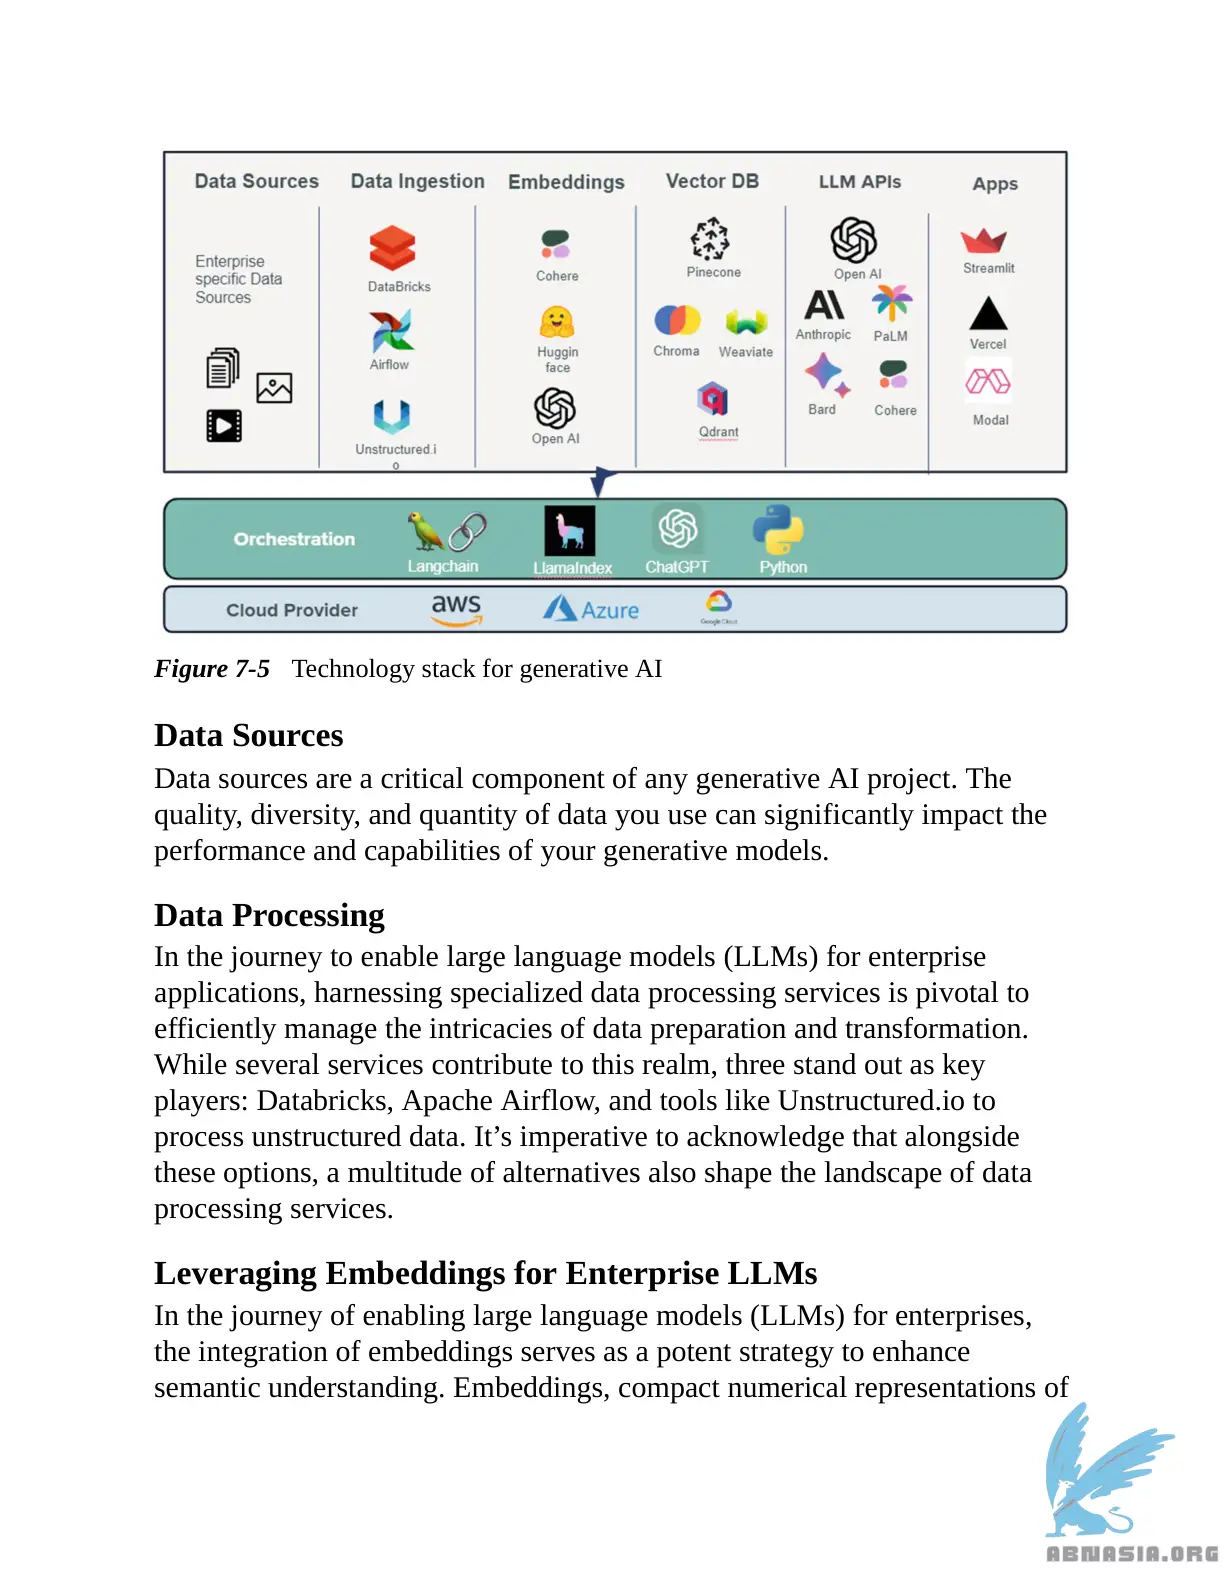 Data Sources
Data Ingestion
Embeddings
Vector DB
LLM APIs
Apps
Enterprise
specific Data
Sources
DataBricks
Airflow
Unstructured.i
o
Cohere
Huggin
face
Open AI
Pinecone
Chroma
Weaviate
Qdrant
Open AI
Anthropic
PaLM
Bard
Cohere
Streamlit
Vercel
Modal
Orchestration
Langchain
LlamaIndex
ChatGPT
Python
Cloud Provider
aws
Azure
Google Cloud
Figure 7-5 Technology stack for generative AI
Data Sources
Data sources are a critical component of any generative AI project. The
quality, diversity, and quantity of data you use can significantly impact the
performance and capabilities of your generative models.
Data Processing
In the journey to enable large language models (LLMs) for enterprise
applications, harnessing specialized data processing services is pivotal to
efficiently manage the intricacies of data preparation and transformation.
While several services contribute to this realm, three stand out as key
players: Databricks, Apache Airflow, and tools like Unstructured.io to
process unstructured data. It’s imperative to acknowledge that alongside
these options, a multitude of alternatives also shape the landscape of data
processing services.
Leveraging Embeddings for Enterprise LLMs
In the journey of enabling large language models (LLMs) for enterprises,
the integration of embeddings serves as a potent strategy to enhance
semantic understanding. Embeddings, compact numerical representations of
ABNASIA.ORG